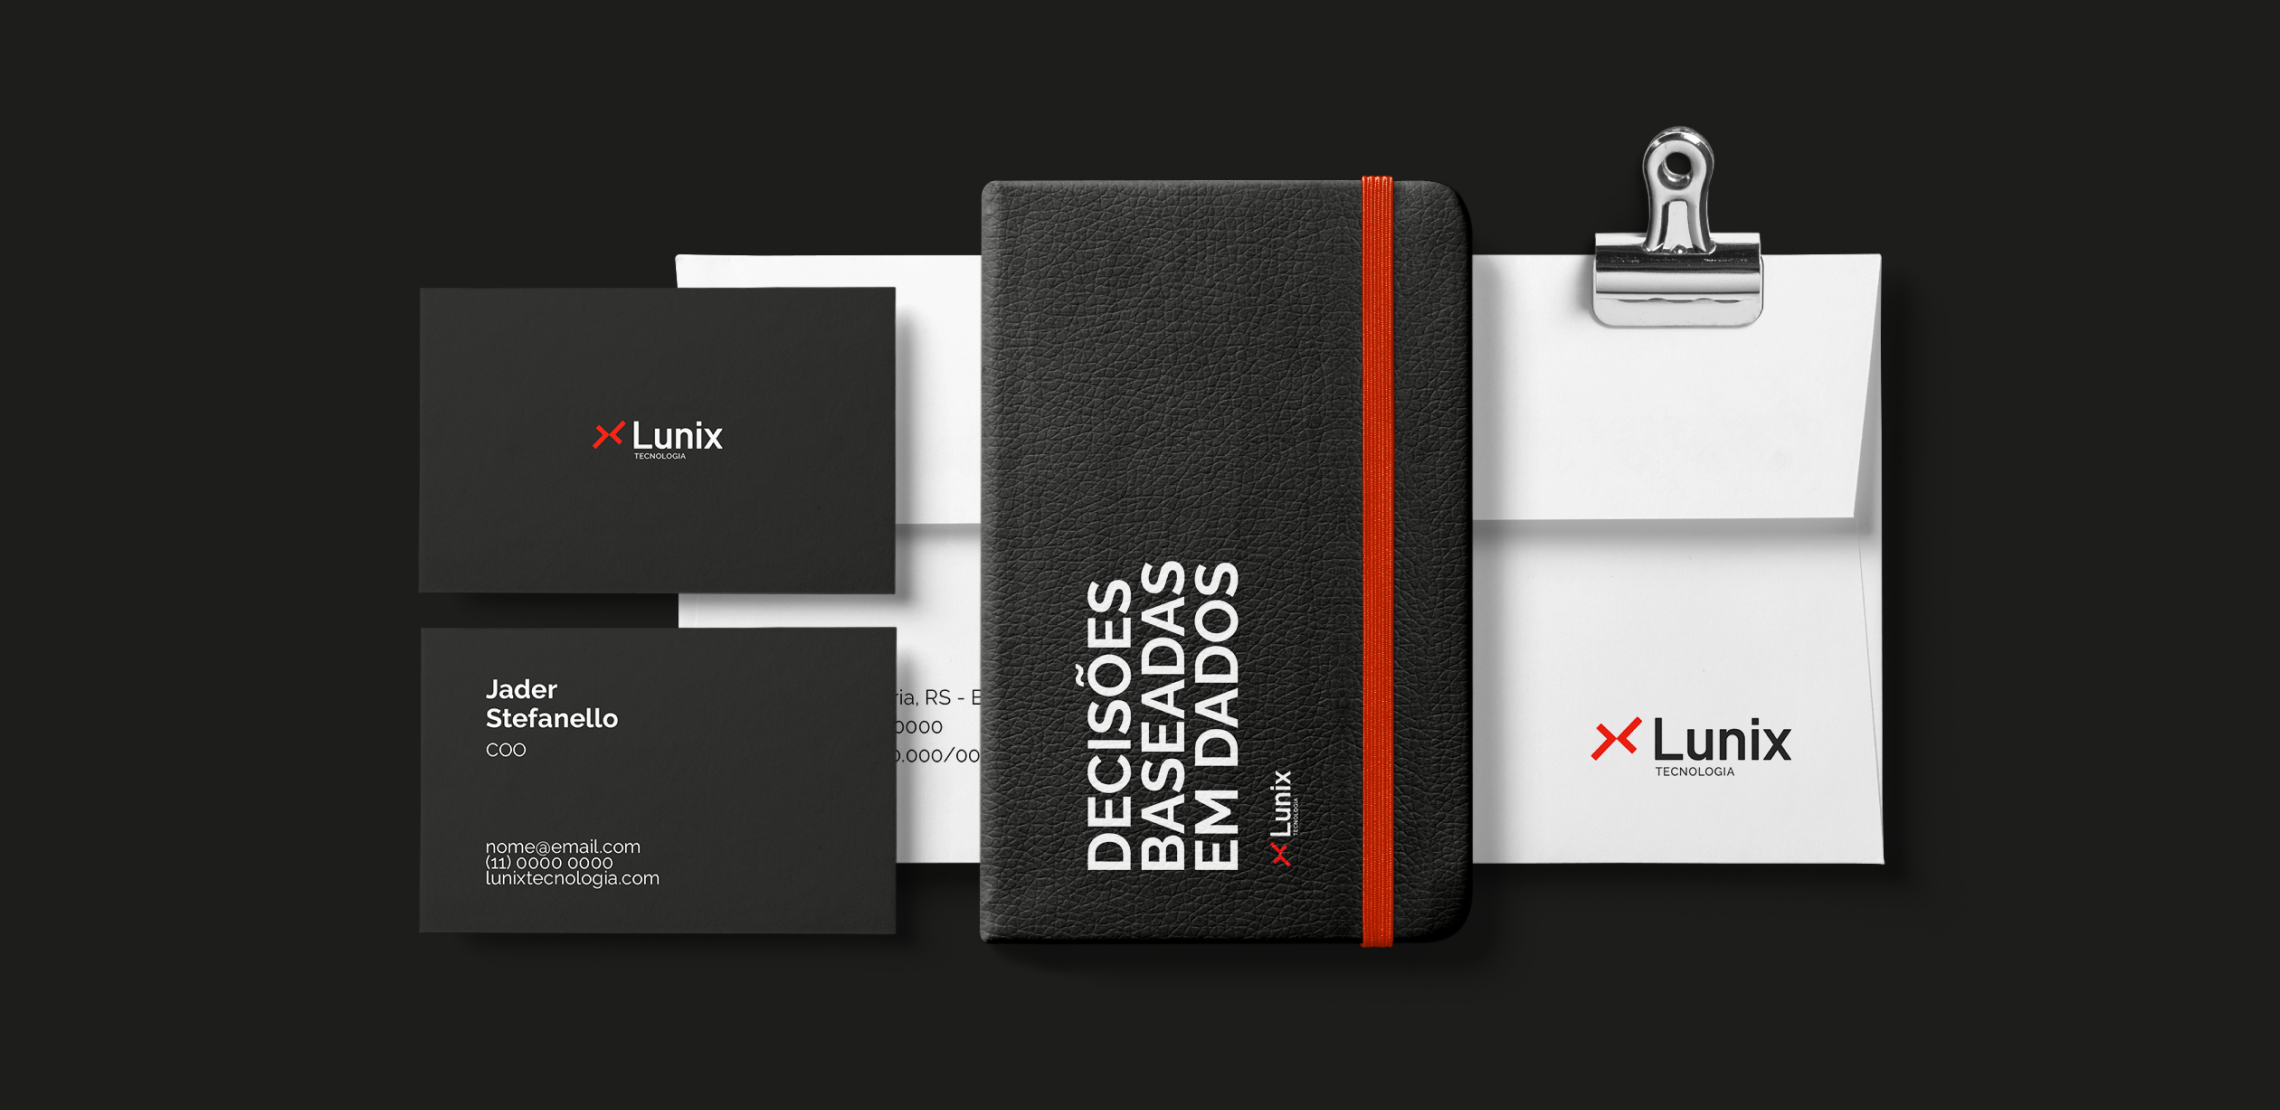 Lunix
TECNOLOGIA
Jader
Stefanello
COO
nome@email.com
(11) 0000 0000
lunixtecnologia.com
RS -
0000
0.000/00
DECISÕES
BASEADAS
EM DADOS
Lunix
TECNOLOGIA
Lunix
TECNOLOGIA